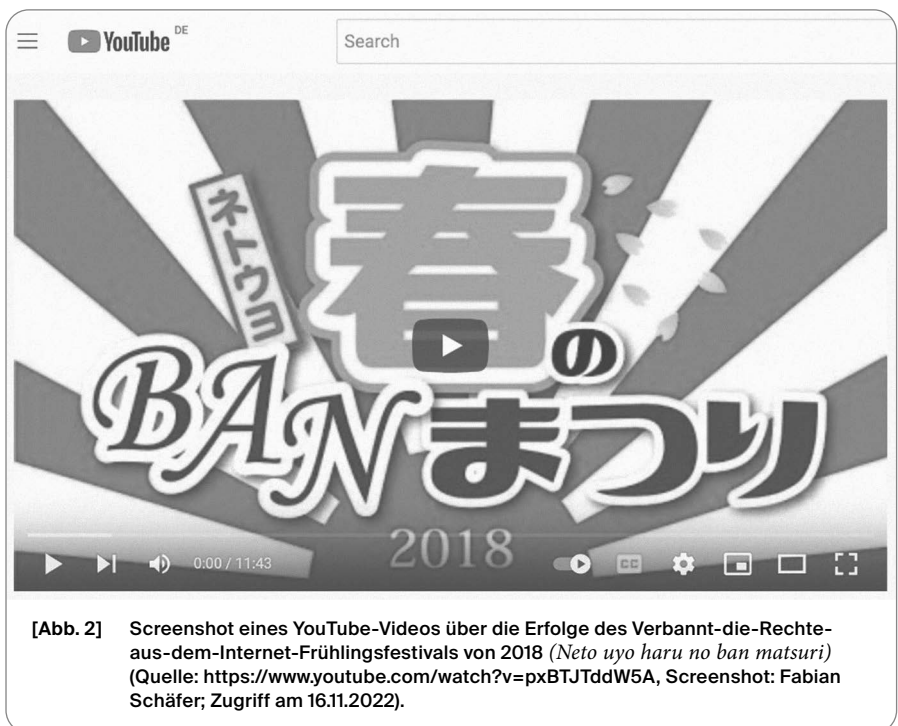 YouTube DE
Search
ネトウヨ
春の
BANまつり
2018
0:00 / 11:43
CC
[Abb. 2] Screenshot eines YouTube-Videos über die Erfolge des Verbannt-die-Rechte-
aus-dem-Internet-Frühlingsfestivals von 2018 (Neto uyo haru no ban matsuri)
(Quelle: https://www.youtube.com/watch?v=pxBTJTddW5A, Screenshot: Fabian
Schäfer; Zugriff am 16.11.2022).